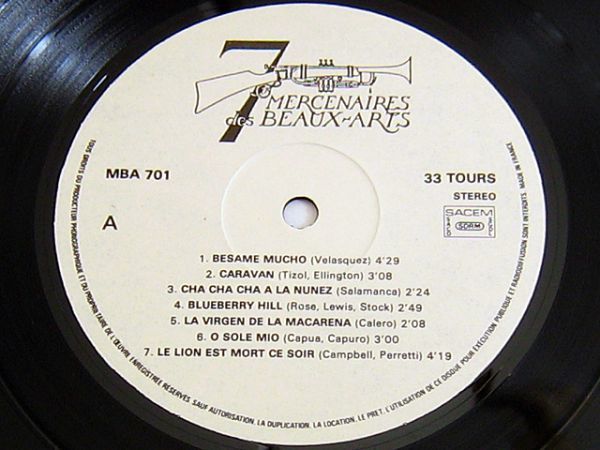 7
MERCENAIRES
des BEAUX-ARTS
MBA 701
33 TOURS
STEREO
A
SACEM
SDRM
1. BESAME MUCHO (Velasquez) 4'29
2. CARAVAN (Tizol, Ellington) 3'08
3. CHA CHA CHA A LA NUNEZ (Salamanca) 2'24
4. BLUEBERRY HILL (Rose, Lewis, Stock) 2'49
5. LA VIRGEN DE LA MACARENA (Calero) 2'08
6. O SOLE MIO (Capua, Capuro) 3'00
7. LE LION EST MORT CE SOIR (Campbell, Perretti) 4'19
TOUS DROITS DU PRODUCTEUR PHONOGRAPHIQUE ET DU PROPRIETAIRE DE L'ŒUVRE ENREGISTREE RESERVES SAUF AUTORISATION. LA DUPLICATION, LA LOCATION, LE PRET, L'UTILISATION DE CE DISQUE POUR EXECUTION PUBLIQUE ET RADIODIFFUSION SONT INTERDITS. MADE IN FRANCE.